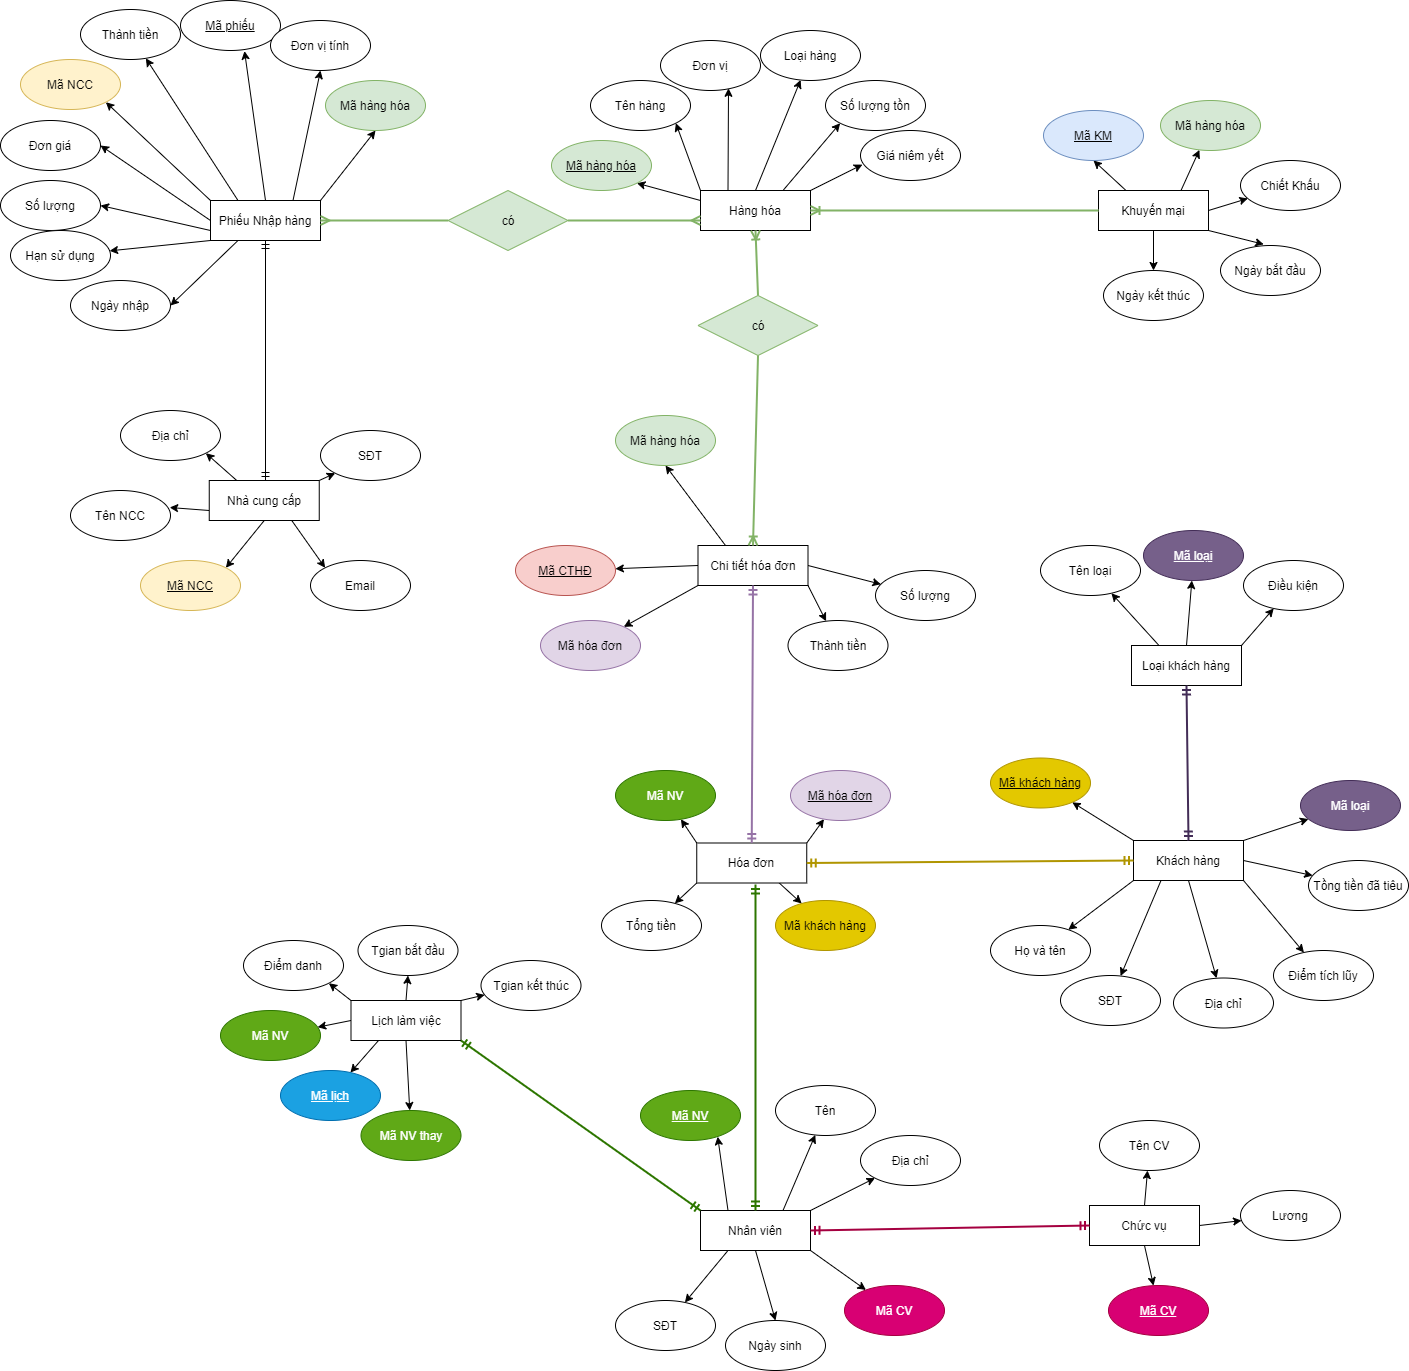 Thành tiền
Mã phiếu
Đơn vị tính
Mã NCC
Mã hàng hóa
Đơn giá
Số lượng
Hạn sử dụng
Ngày nhập
Phiếu Nhập hàng
có
Loại hàng
Đơn vị
Tên hàng
Số lượng tồn
Mã hàng hóa
Giá niêm yết
Hàng hóa
Mã KM
Mã hàng hóa
Chiết Khấu
Khuyến mại
Ngày bắt đầu
Ngày kết thúc
có
Địa chỉ
SĐT
Nhà cung cấp
Tên NCC
Mã NCC
Email
Mã hàng hóa
Chi tiết hóa đơn
Mã CTHĐ
Số lượng
Mã hóa đơn
Thành tiền
Mã loại
Tên loại
Điều kiện
Loại khách hàng
Mã khách hàng
Mã loại
Khách hàng
Tổng tiền đã tiêu
Họ và tên
Điểm tích lũy
SĐT
Địa chỉ
Mã NV
Mã hóa đơn
Hóa đơn
Tổng tiền
Mã khách hàng
Tgian bắt đầu
Điểm danh
Tgian kết thúc
Lịch làm việc
Mã NV
Mã lịch
Mã NV thay
Mã NV
Tên
Địa chỉ
Nhân viên
SĐT
Ngày sinh
Mã CV
Tên CV
Chức vụ
Lương
Mã CV